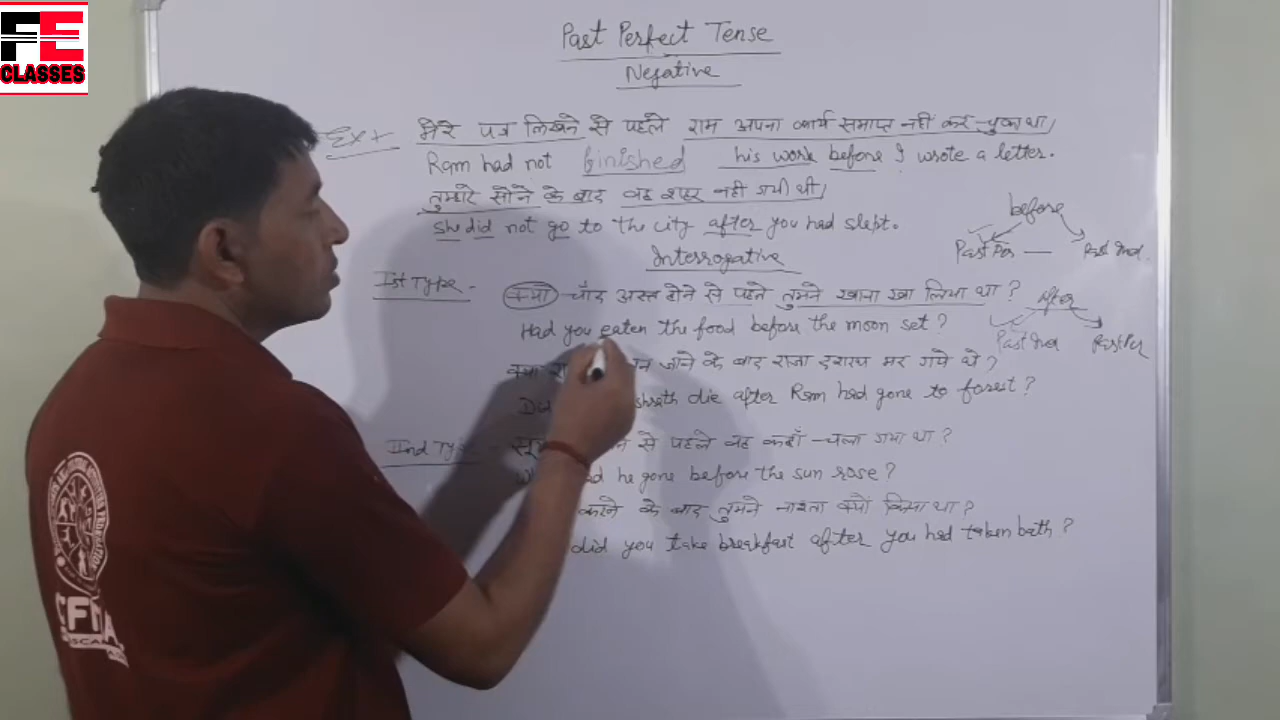 FE
CLASSES
Past Perfect Tense
Negative
Ex+ मेरे पत्र लिखने से पहले राम अपना कार्य समाप्त नहीं कर चुका था।
Ram had not finished his work before I wrote a letter.
तुम्हारे सोने के बाद वह शहर नहीं गयी थी।
she did not go to the city after you had slept.
before
Past Per — Past Ind.
Interrogative
Ist Type - क्या चाँद अस्त होने से पहले तुमने खाना खा लिया था ?
After
Past Ind Past Per
Had you eaten the food before the moon set ?
क्या जाने के बाद राजा दशरथ मर गये थे ?
Did die after Ram had gone to forest ?
IInd Type - से पहले वह कहाँ चला गया था ?
he gone before the sun rose ?
करने के बाद तुमने नाश्ता क्यों किया था ?
did you take breakfast after you had taken bath ?